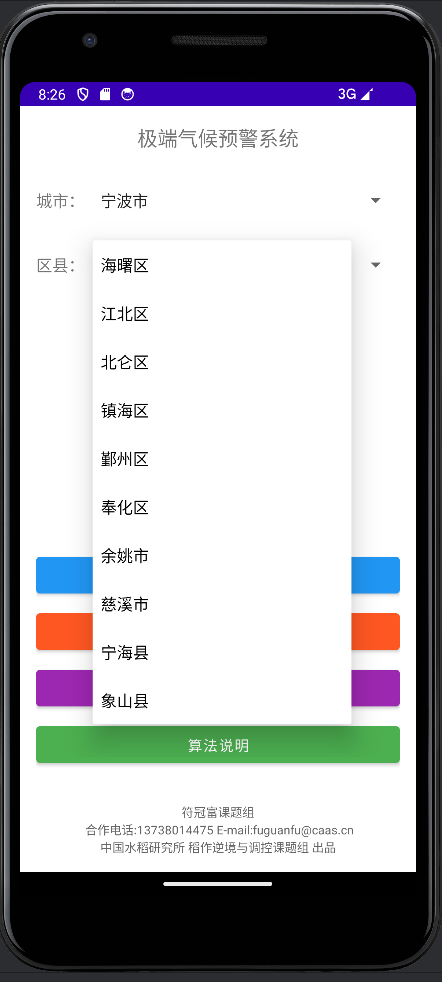 8:26 3G
极端气候预警系统
城市： 宁波市
区县： 海曙区
江北区
北仑区
镇海区
鄞州区
奉化区
余姚市
慈溪市
宁海县
象山县
算法说明
符冠富课题组
合作电话:13738014475 E-mail:fuguanfu@caas.cn
中国水稻研究所 稻作逆境与调控课题组 出品